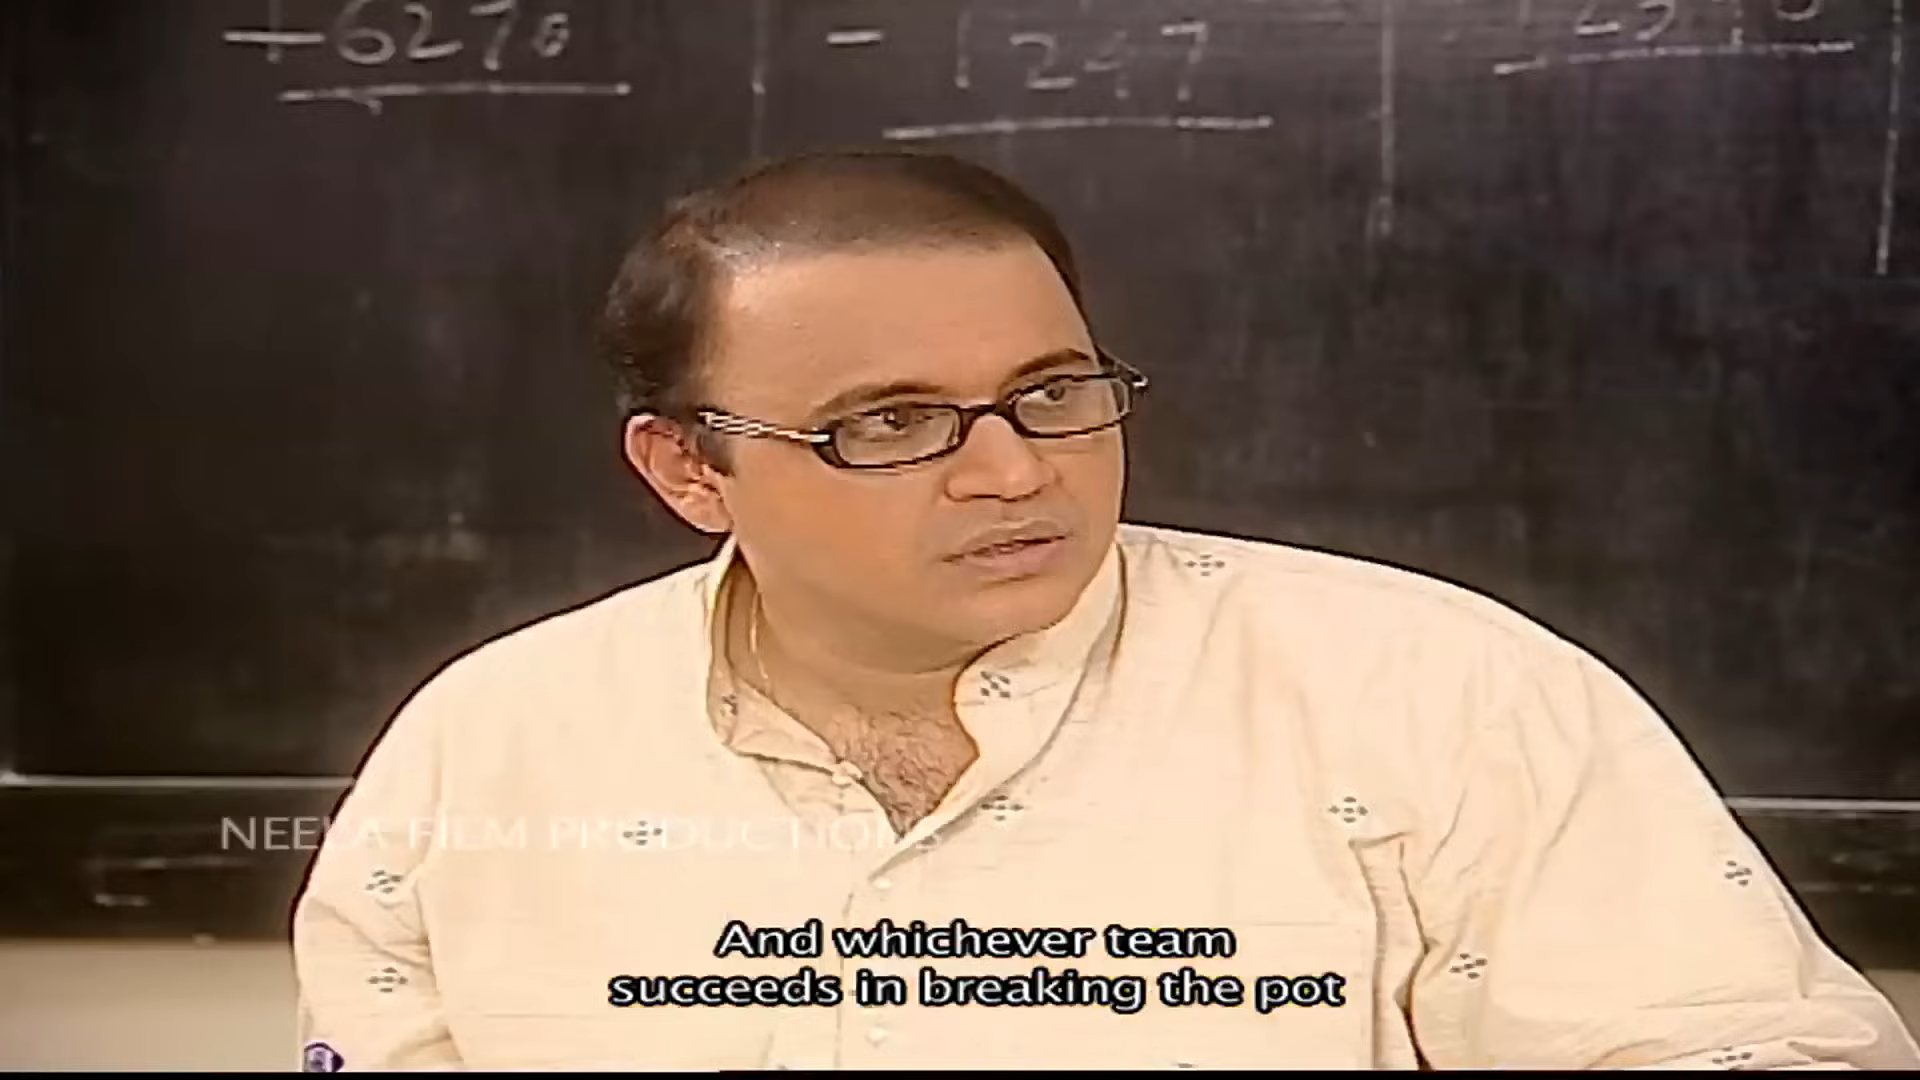 +6270
- 1247
NEELA FILM PRODUCTIONS
And whichever team
succeeds in breaking the pot